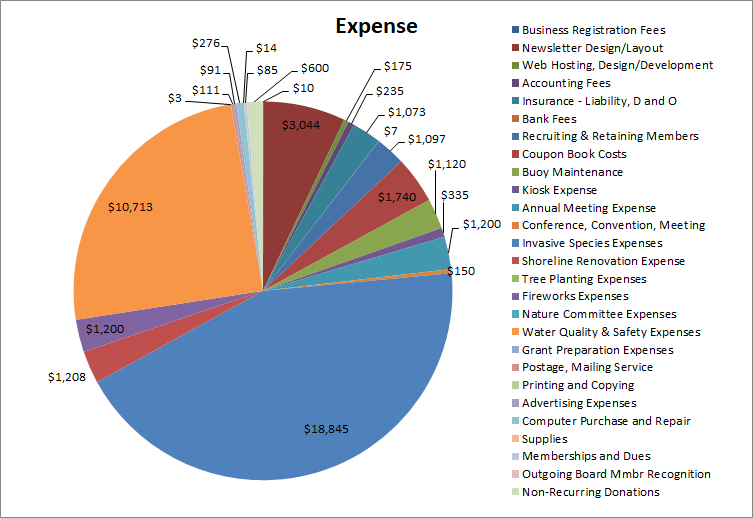 Expense
$276
$14
$91
$85
$600
$175
$3
$111
$10
$235
$3,044
$1,073
$7
$1,097
$1,120
$1,740
$335
$10,713
$1,200
$150
$1,200
$1,208
$18,845
Business Registration Fees
Newsletter Design/Layout
Web Hosting, Design/Development
Accounting Fees
Insurance - Liability, D and O
Bank Fees
Recruiting & Retaining Members
Coupon Book Costs
Buoy Maintenance
Kiosk Expense
Annual Meeting Expense
Conference, Convention, Meeting
Invasive Species Expenses
Shoreline Renovation Expense
Tree Planting Expenses
Fireworks Expenses
Nature Committee Expenses
Water Quality & Safety Expenses
Grant Preparation Expenses
Postage, Mailing Service
Printing and Copying
Advertising Expenses
Computer Purchase and Repair
Supplies
Memberships and Dues
Outgoing Board Mmbr Recognition
Non-Recurring Donations